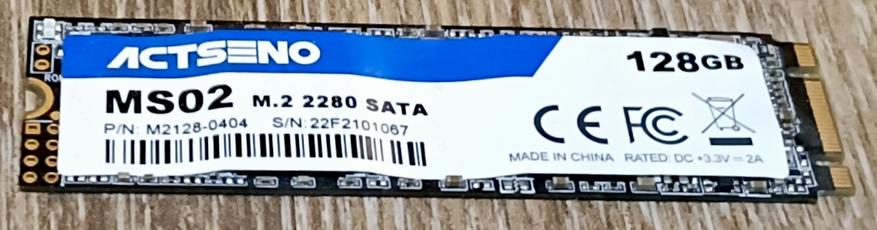 ACTSENO
128GB
MS02 M.2 2280 SATA
P/N: M2128-0404 S/N:22F2101067
CE FC
MADE IN CHINA RATED: DC +3.3V⎓2A